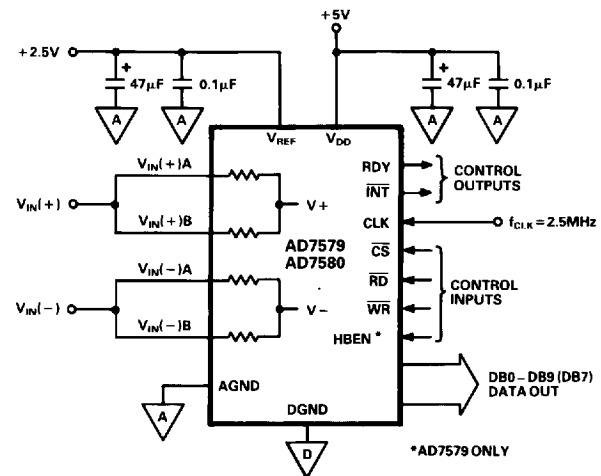 +5V
+2.5V
+
47μF
0.1μF
+
47μF
0.1μF
A
A
A
A
VREF
VDD
VIN(+)A
VIN(+)
V+
VIN(+)B
VIN(−)A
VIN(−)
V−
VIN(−)B
AD7579
AD7580
RDY
INT
CONTROL
OUTPUTS
CLK
fCLK = 2.5MHz
CS
RD
WR
HBEN *
CONTROL
INPUTS
AGND
DGND
A
D
DB0 – DB9 (DB7)
DATA OUT
*AD7579 ONLY